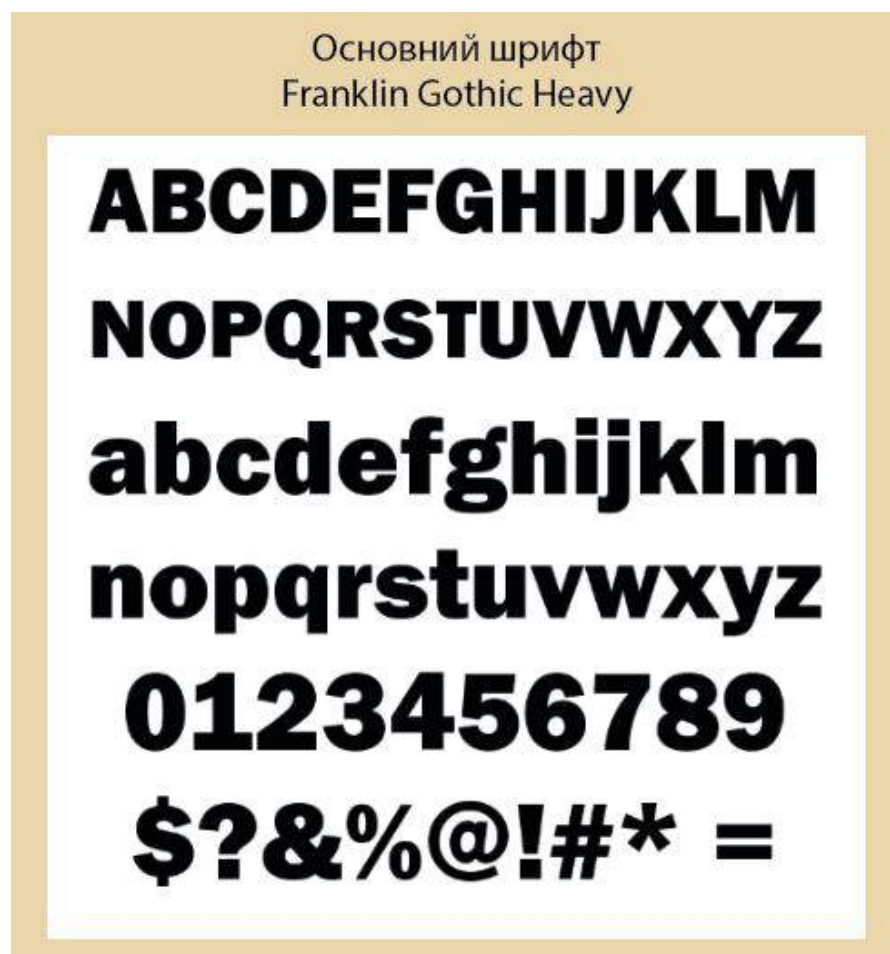 Основний шрифт
Franklin Gothic Heavy
ABCDEFGHIJKLM
NOPQRSTUVWXYZ
abcdefghijklm
nopqrstuvwxyz
0123456789
$?&%@!#* =